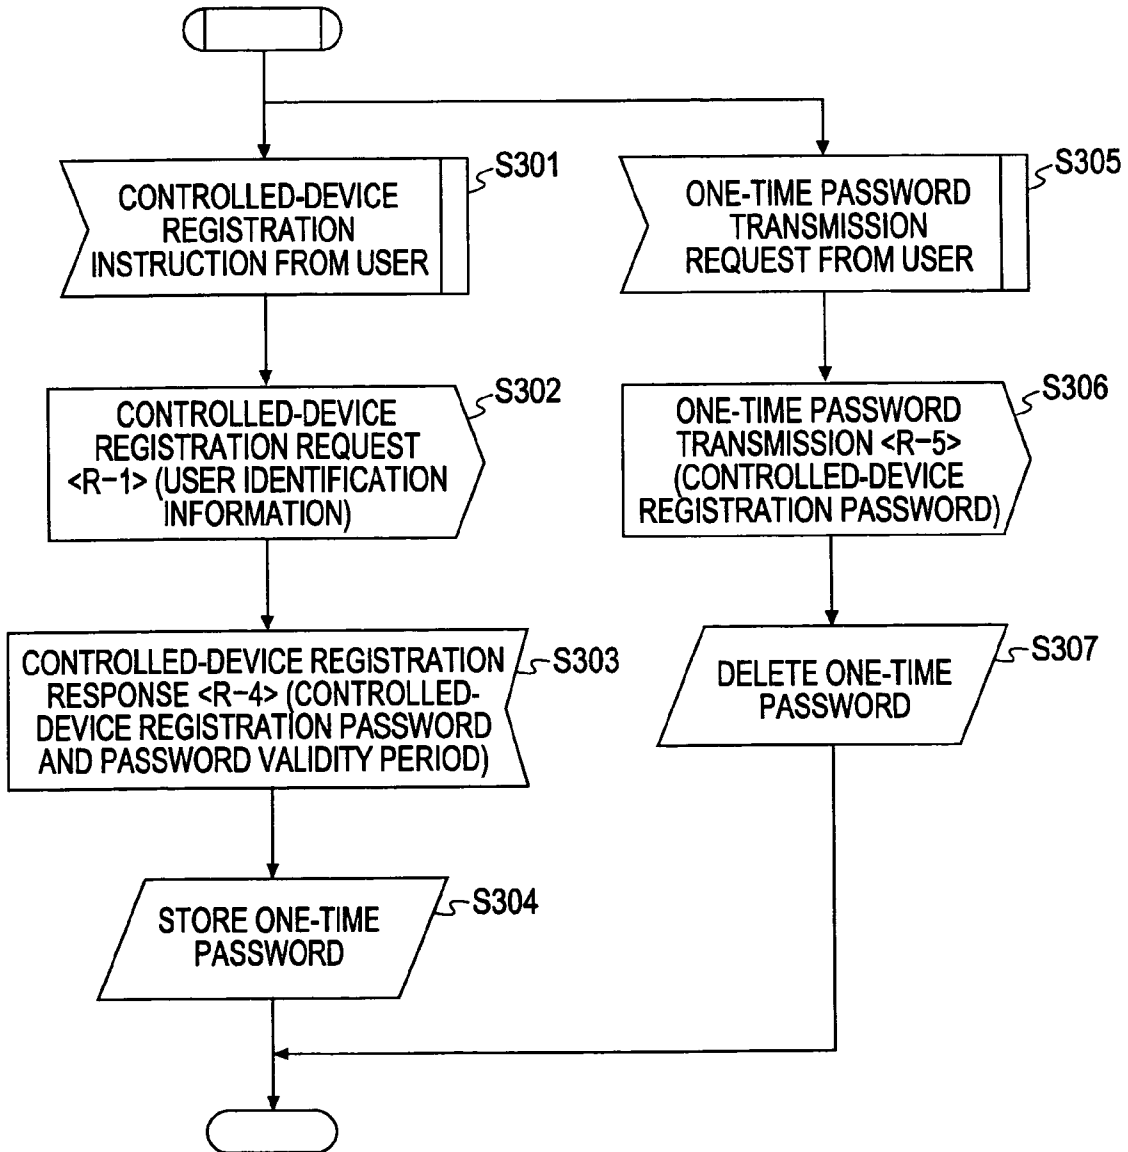 S301
CONTROLLED-DEVICE
REGISTRATION
INSTRUCTION FROM USER
S302
CONTROLLED-DEVICE
REGISTRATION REQUEST
<R-1> (USER IDENTIFICATION
INFORMATION)
S303
CONTROLLED-DEVICE REGISTRATION
RESPONSE <R-4> (CONTROLLED-
DEVICE REGISTRATION PASSWORD
AND PASSWORD VALIDITY PERIOD)
S304
STORE ONE-TIME
PASSWORD
S305
ONE-TIME PASSWORD
TRANSMISSION
REQUEST FROM USER
S306
ONE-TIME PASSWORD
TRANSMISSION <R-5>
(CONTROLLED-DEVICE
REGISTRATION PASSWORD)
S307
DELETE ONE-TIME
PASSWORD